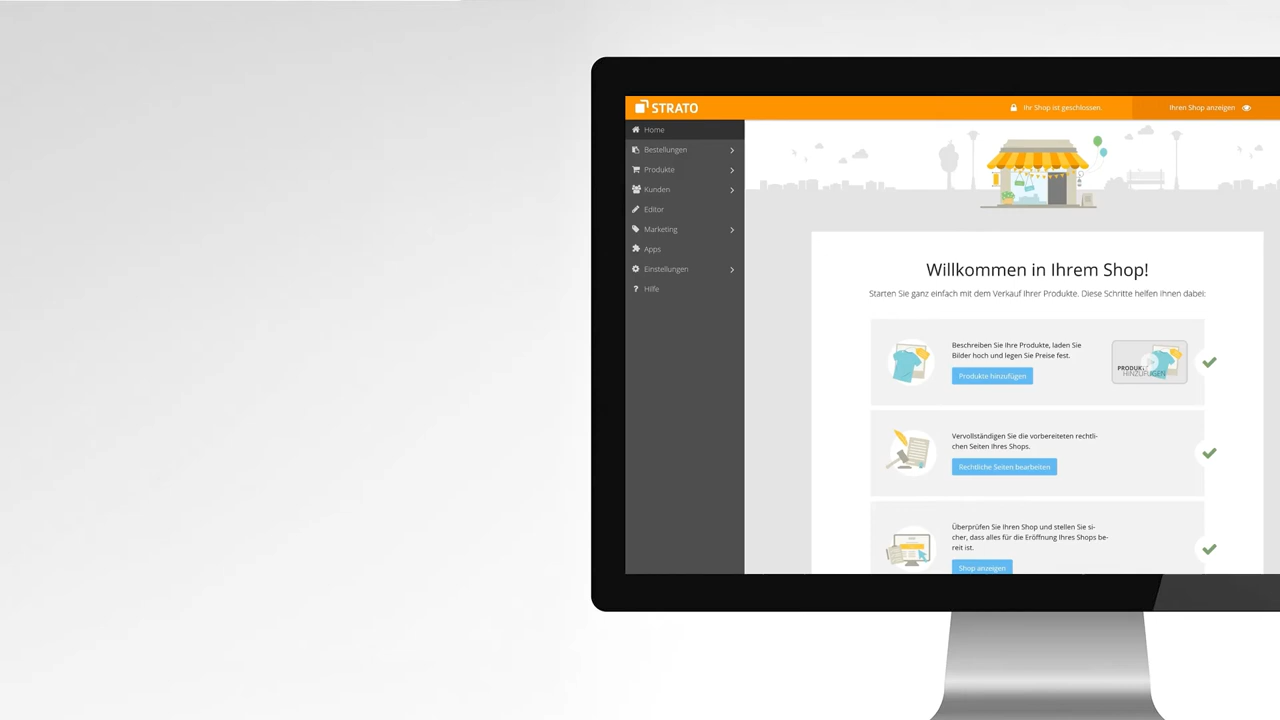 STRATO
Ihr Shop ist geschlossen.
Ihren Shop anzeigen
Home
Bestellungen
Produkte
Kunden
Editor
Marketing
Apps
Einstellungen
Hilfe
Willkommen in Ihrem Shop!
Starten Sie ganz einfach mit dem Verkauf Ihrer Produkte. Diese Schritte helfen Ihnen dabei:
Beschreiben Sie Ihre Produkte, laden Sie
Bilder hoch und legen Sie Preise fest.
Produkte hinzufügen
HINZUFÜGEN
Vervollständigen Sie die vorbereiteten rechtli-
chen Seiten Ihres Shops.
Rechtliche Seiten bearbeiten
Überprüfen Sie Ihren Shop und stellen Sie si-
cher, dass alles für die Eröffnung Ihres Shops be-
reit ist.
Shop anzeigen